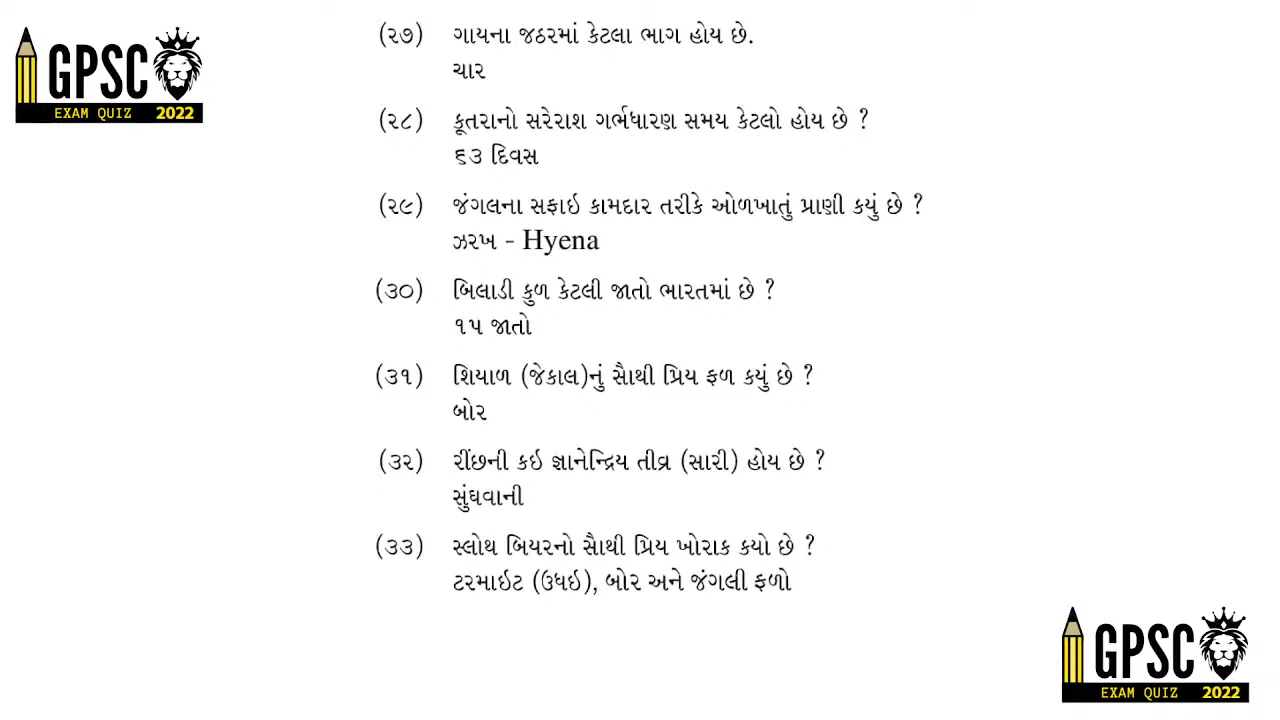 GPSC
EXAM QUIZ 2022
(૨૭) ગાયના જઠરમાં કેટલા ભાગ હોય છે.
ચાર
(૨૮) કૂતરાનો સરેરાશ ગર્ભધારણ સમય કેટલો હોય છે ?
૬૩ દિવસ
(૨૯) જંગલના સફાઇ કામદાર તરીકે ઓળખાતું પ્રાણી કયું છે ?
ઝરખ - Hyena
(૩૦) બિલાડી કુળ કેટલી જાતો ભારતમાં છે ?
૧૫ જાતો
(૩૧) શિયાળ (જેકાલ)નું સૌથી પ્રિય ફળ કયું છે ?
બોર
(૩૨) રીંછની કઇ જ્ઞાનેન્દ્રિય તીવ્ર (સારી) હોય છે ?
સુંઘવાની
(૩૩) સ્લોથ બિયરનો સૌથી પ્રિય ખોરાક કયો છે ?
ટરમાઇટ (ઉધઇ), બોર અને જંગલી ફળો
GPSC
EXAM QUIZ 2022